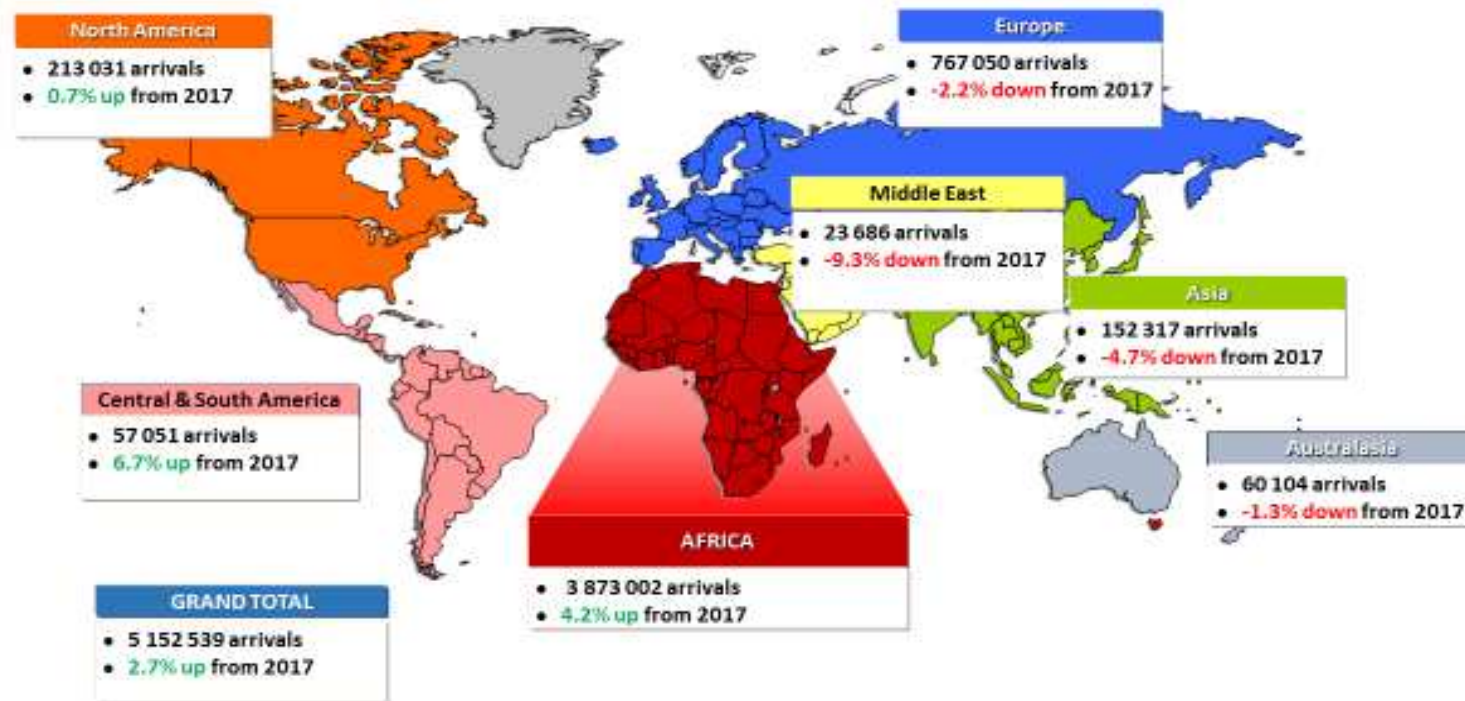 North America
• 213 031 arrivals
• 0.7% up from 2017
Europe
• 767 050 arrivals
• -2.2% down from 2017
Middle East
• 23 686 arrivals
• -9.3% down from 2017
Asia
• 152 317 arrivals
• -4.7% down from 2017
Central & South America
• 57 051 arrivals
• 6.7% up from 2017
Australasia
• 60 104 arrivals
• -1.3% down from 2017
AFRICA
• 3 873 002 arrivals
• 4.2% up from 2017
GRAND TOTAL
• 5 152 539 arrivals
• 2.7% up from 2017